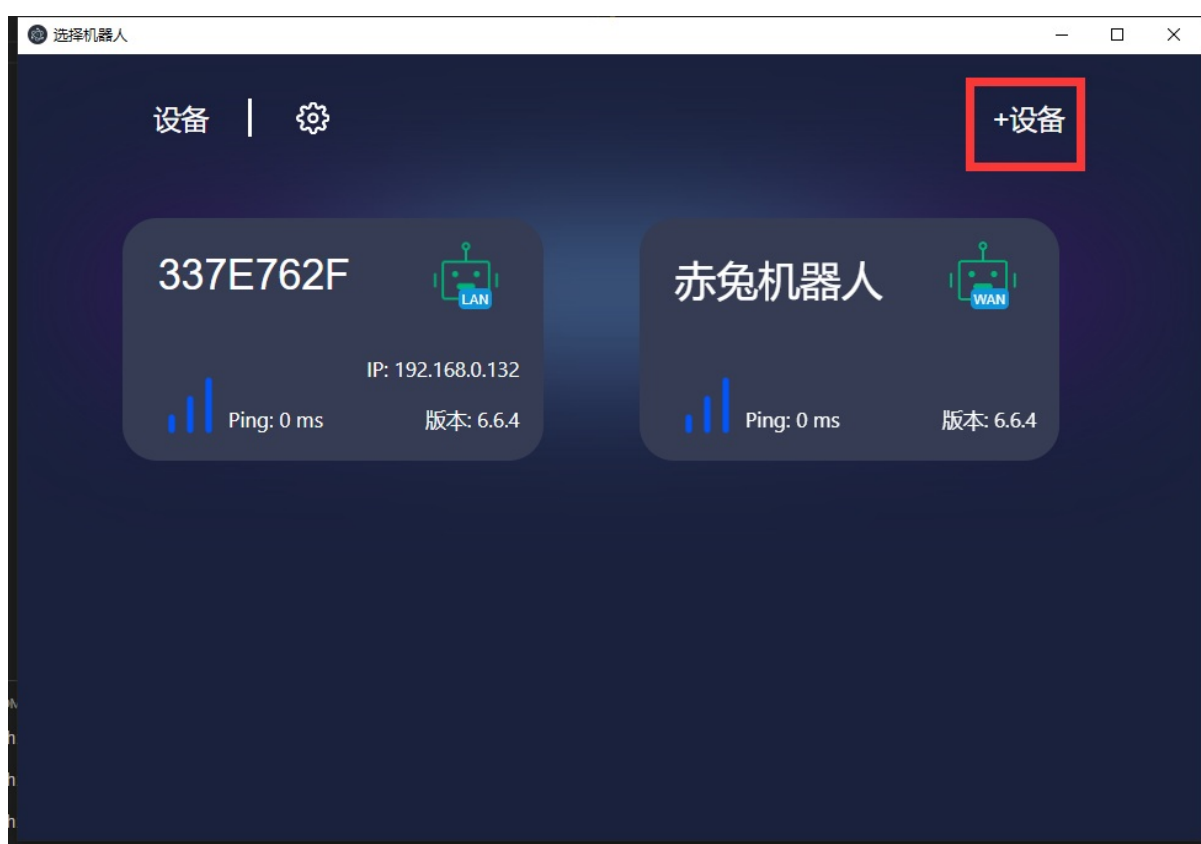 选择机器人
设备
+设备
337E762F
LAN
IP: 192.168.0.132
Ping: 0 ms
版本: 6.6.4
赤兔机器人
WAN
Ping: 0 ms
版本: 6.6.4